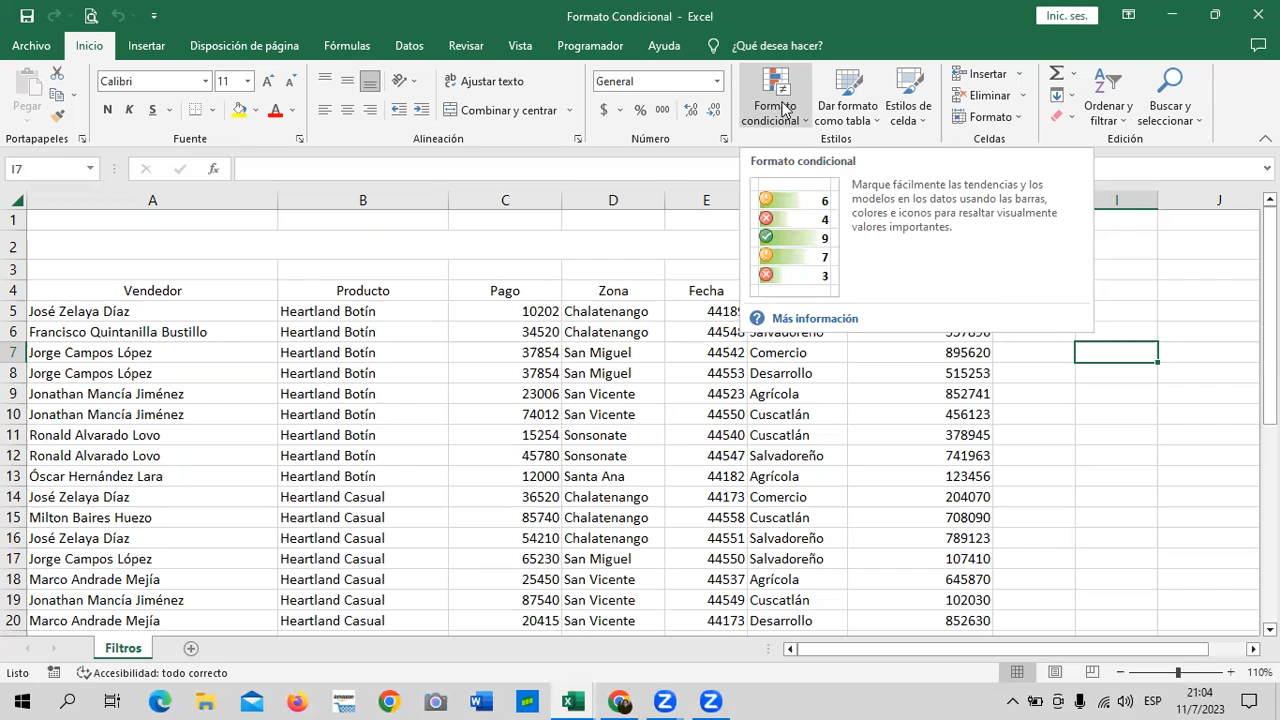 Formato Condicional - Excel
Inic. ses.
Archivo Inicio Insertar Disposición de página Fórmulas Datos Revisar Vista Programador Ayuda ¿Qué desea hacer?
Pegar
Calibri 11
N K S
Ajustar texto
Combinar y centrar
General
$ % 000
Formato condicional
Dar formato como tabla
Estilos de celda
Insertar
Eliminar
Formato
Ordenar y filtrar
Buscar y seleccionar
Portapapeles Fuente Alineación Número Estilos Celdas Edición
I7 fx
Formato condicional
Marque fácilmente las tendencias y los
modelos en los datos usando las barras,
colores e iconos para resaltar visualmente
valores importantes.
6
4
9
7
3
Más información
A B C D E I J
1
2
3
4 Vendedor Producto Pago Zona Fecha
5 José Zelaya Díaz Heartland Botín 10202 Chalatenango 44189
6 Francisco Quintanilla Bustillo Heartland Botín 34520 Chalatenango 44548 Salvadoreño
7 Jorge Campos López Heartland Botín 37854 San Miguel 44542 Comercio 895620
8 Jorge Campos López Heartland Botín 37854 San Miguel 44553 Desarrollo 515253
9 Jonathan Mancía Jiménez Heartland Botín 23006 San Vicente 44523 Agrícola 852741
10 Jonathan Mancía Jiménez Heartland Botín 74012 San Vicente 44550 Cuscatlán 456123
11 Ronald Alvarado Lovo Heartland Botín 15254 Sonsonate 44540 Cuscatlán 378945
12 Ronald Alvarado Lovo Heartland Botín 45780 Sonsonate 44547 Salvadoreño 741963
13 Óscar Hernández Lara Heartland Botín 12000 Santa Ana 44182 Agrícola 123456
14 José Zelaya Díaz Heartland Casual 36520 Chalatenango 44173 Comercio 204070
15 Milton Baires Huezo Heartland Casual 85740 Chalatenango 44558 Cuscatlán 708090
16 José Zelaya Díaz Heartland Casual 54210 Chalatenango 44551 Salvadoreño 789123
17 Jorge Campos López Heartland Casual 65230 San Miguel 44550 Salvadoreño 107410
18 Marco Andrade Mejía Heartland Casual 25450 San Vicente 44537 Agrícola 645870
19 Jonathan Mancía Jiménez Heartland Casual 87540 San Vicente 44549 Cuscatlán 102030
20 Marco Andrade Mejía Heartland Casual 20415 San Vicente 44173 Desarrollo 852630
Filtros
Listo Accesibilidad: todo correcto 110%
ESP
21:04
11/7/2023